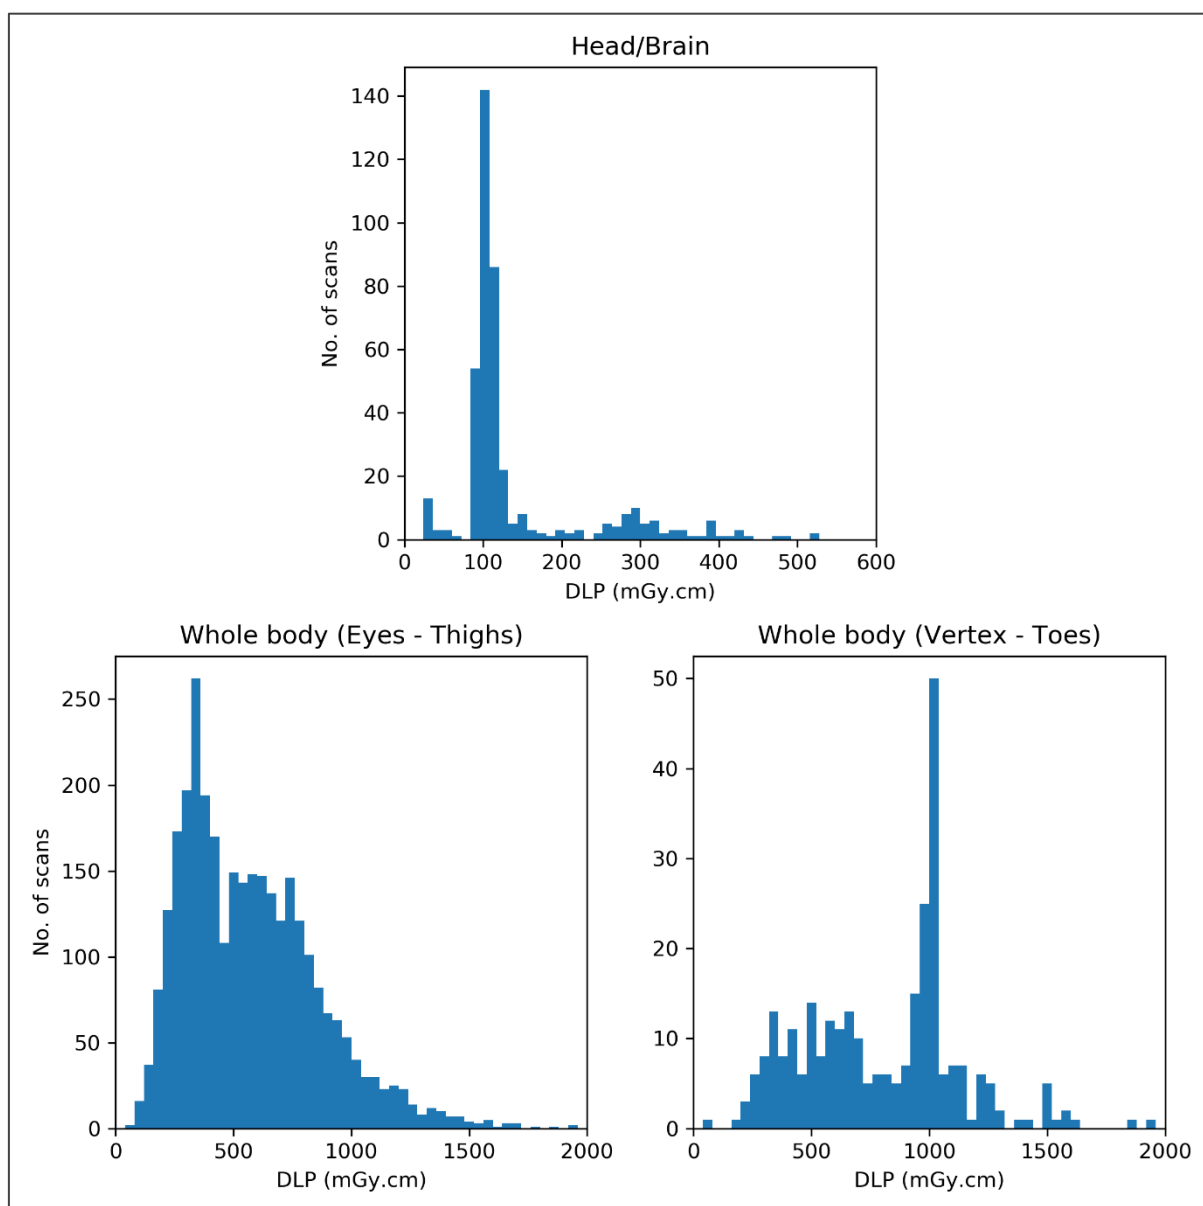 Head/Brain
140
120
100
80
60
40
20
0
No. of scans
0 100 200 300 400 500 600
DLP (mGy.cm)
Whole body (Eyes - Thighs)
250
200
150
100
50
0
No. of scans
0 500 1000 1500 2000
DLP (mGy.cm)
Whole body (Vertex - Toes)
50
40
30
20
10
0
0 500 1000 1500 2000
DLP (mGy.cm)